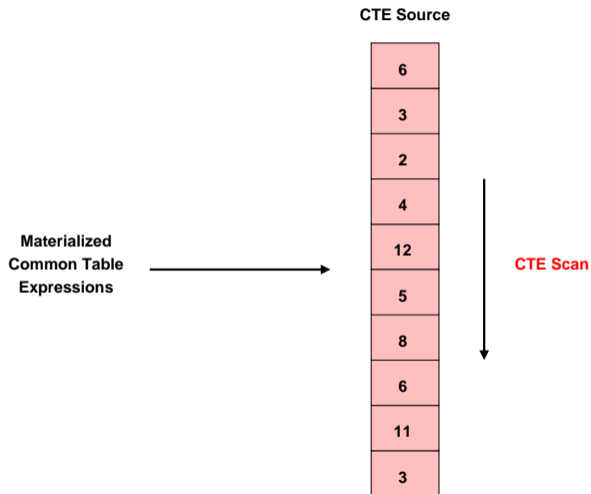 CTE Source
6
3
2
4
12
5
8
6
11
3
Materialized
Common Table
Expressions
CTE Scan